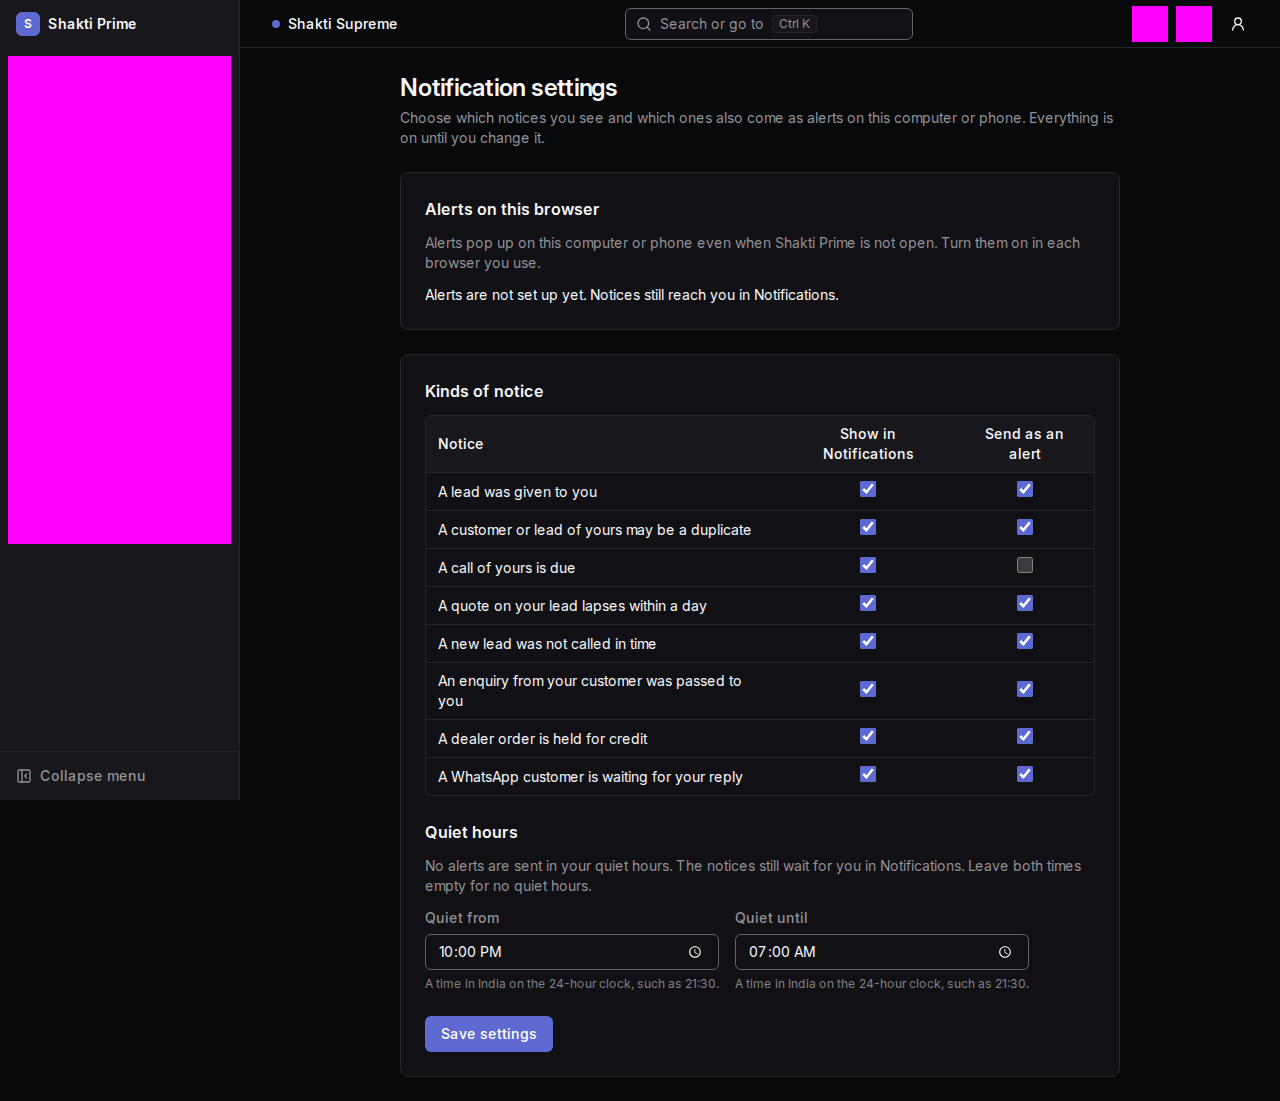 S Shakti Prime
Shakti Supreme
Search or go to Ctrl K
Notification settings
Choose which notices you see and which ones also come as alerts on this computer or phone. Everything is
on until you change it.
Alerts on this browser
Alerts pop up on this computer or phone even when Shakti Prime is not open. Turn them on in each
browser you use.
Alerts are not set up yet. Notices still reach you in Notifications.
Kinds of notice
Notice
Show in
Notifications
Send as an
alert
A lead was given to you
A customer or lead of yours may be a duplicate
A call of yours is due
A quote on your lead lapses within a day
A new lead was not called in time
An enquiry from your customer was passed to
you
A dealer order is held for credit
A WhatsApp customer is waiting for your reply
Collapse menu
Quiet hours
No alerts are sent in your quiet hours. The notices still wait for you in Notifications. Leave both times
empty for no quiet hours.
Quiet from
10:00 PM
A time in India on the 24-hour clock, such as 21:30.
Quiet until
07:00 AM
A time in India on the 24-hour clock, such as 21:30.
Save settings